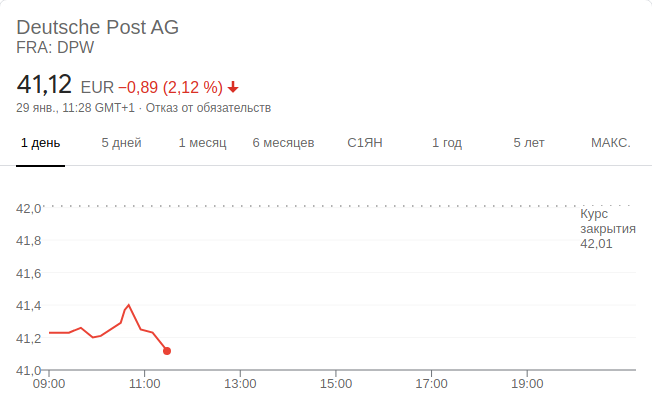 Deutsche Post AG
FRA: DPW
41,12 EUR −0,89 (2,12 %)
29 янв., 11:28 GMT+1 · Отказ от обязательств
1 день 5 дней 1 месяц 6 месяцев С1ЯН 1 год 5 лет МАКС.
42,0
Курс
закрытия
42,01
41,8
41,6
41,4
41,2
41,0
09:00 11:00 13:00 15:00 17:00 19:00